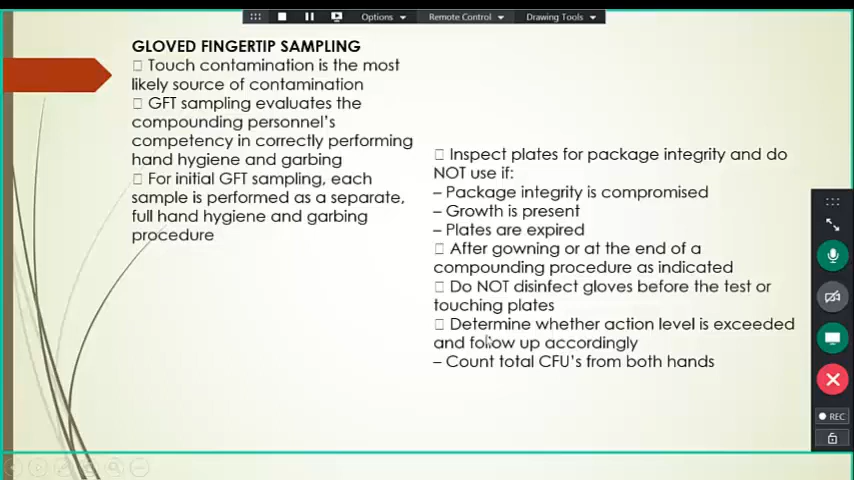 Options
Remote Control
Drawing Tools
GLOVED FINGERTIP SAMPLING
Touch contamination is the most
likely source of contamination
GFT sampling evaluates the
compounding personnel's
competency in correctly performing
hand hygiene and garbing
For initial GFT sampling, each
sample is performed as a separate,
full hand hygiene and garbing
procedure
Inspect plates for package integrity and do
NOT use if:
– Package integrity is compromised
– Growth is present
– Plates are expired
After gowning or at the end of a
compounding procedure as indicated
Do NOT disinfect gloves before the test or
touching plates
Determine whether action level is exceeded
and follow up accordingly
– Count total CFU's from both hands
REC